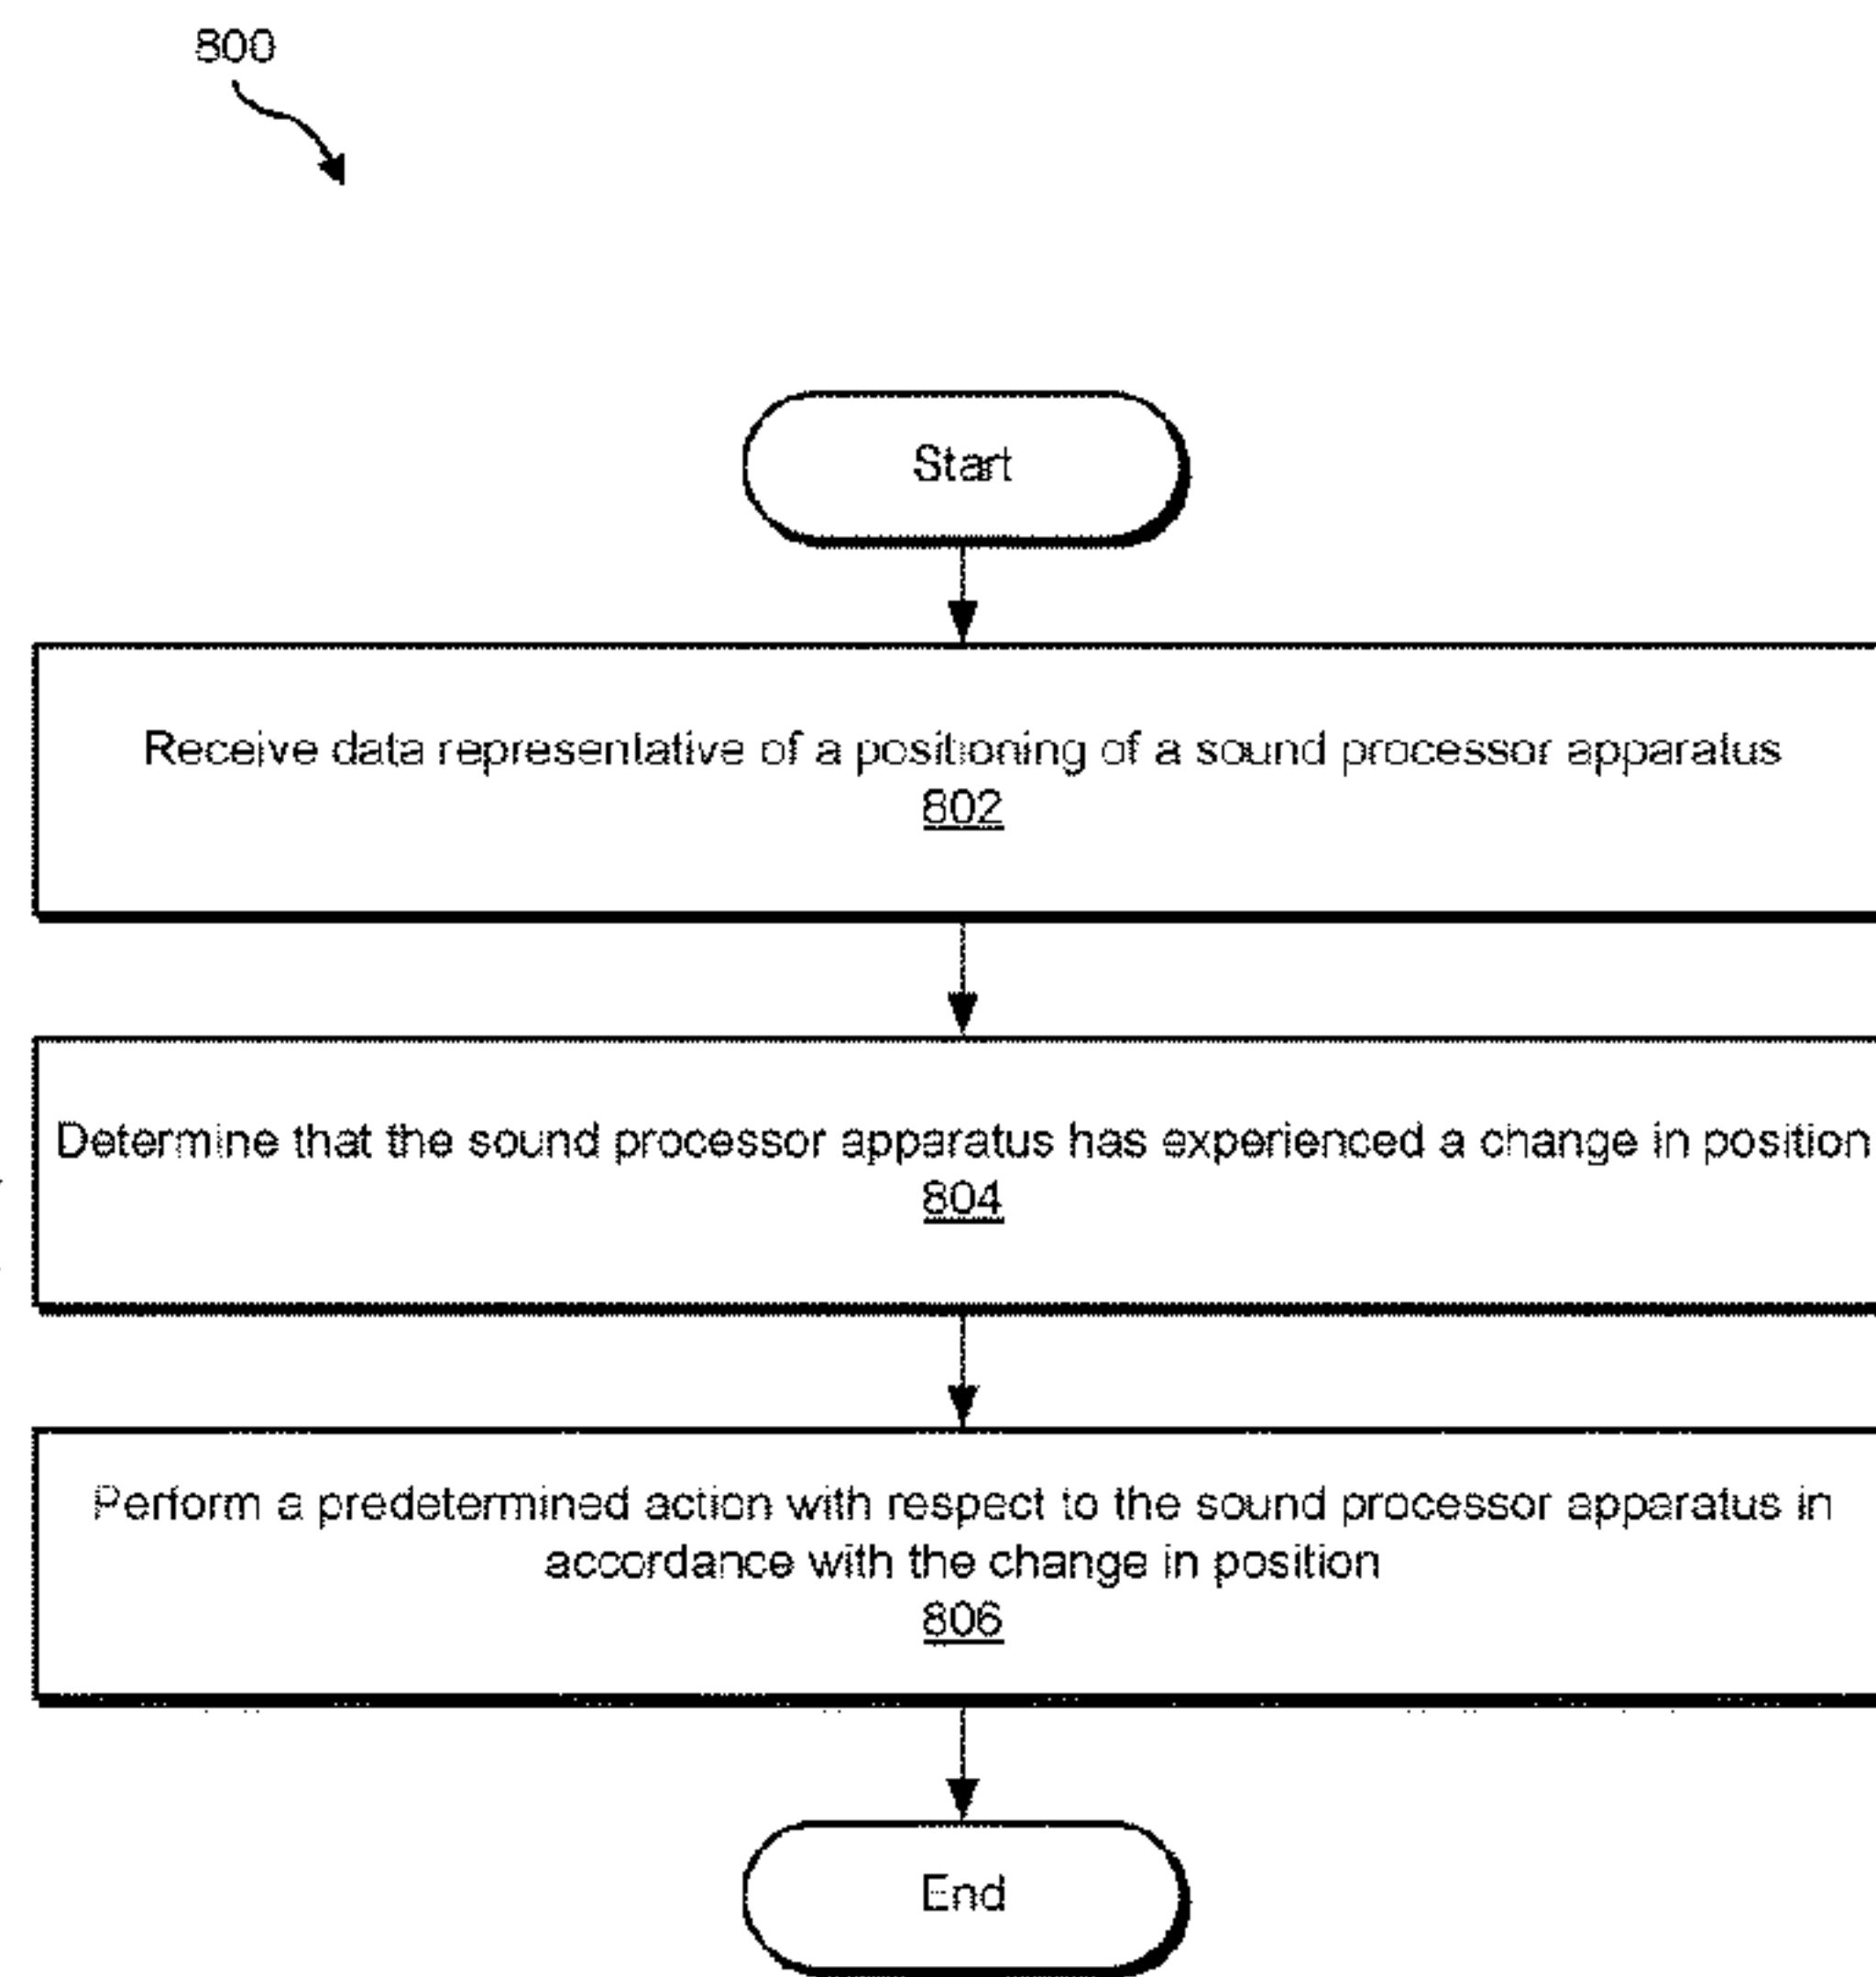 800
Start
Receive data representative of a positioning of a sound processor apparatus
802
Determine that the sound processor apparatus has experienced a change in position
804
Perform a predetermined action with respect to the sound processor apparatus in
accordance with the change in position
806
End